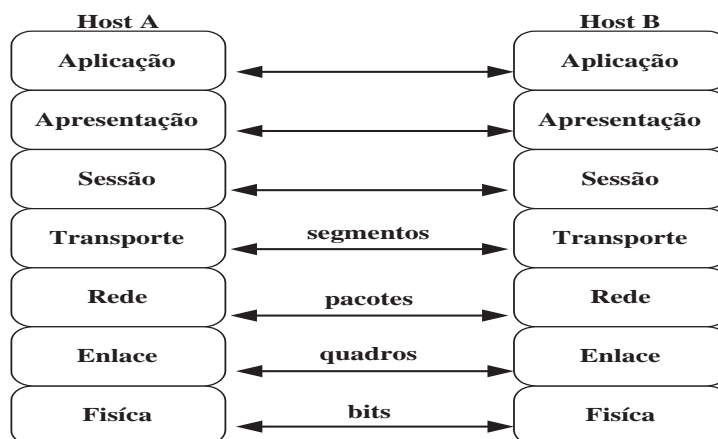 Host A Host B
Aplicação Aplicação
Apresentação Apresentação
Sessão Sessão
Transporte segmentos Transporte
Rede pacotes Rede
Enlace quadros Enlace
Fisíca bits Fisíca